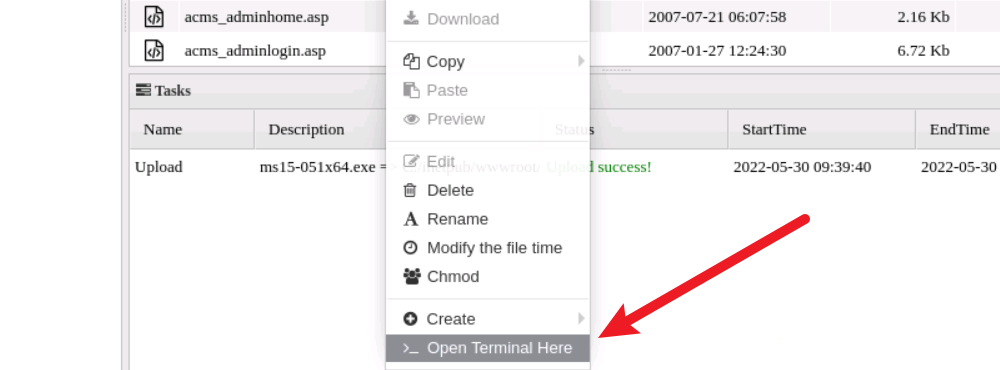 acms_adminhome.asp 2007-07-21 06:07:58 2.16 Kb
acms_adminlogin.asp 2007-01-27 12:24:30 6.72 Kb
Download
Copy
Paste
Preview
Edit
Delete
Rename
Modify the file time
Chmod
Create
Open Terminal Here
Tasks
Name Description Status StartTime EndTime
Upload ms15-051x64.exe => c:/inetpub/wwwroot/ Upload success! 2022-05-30 09:39:40 2022-05-30